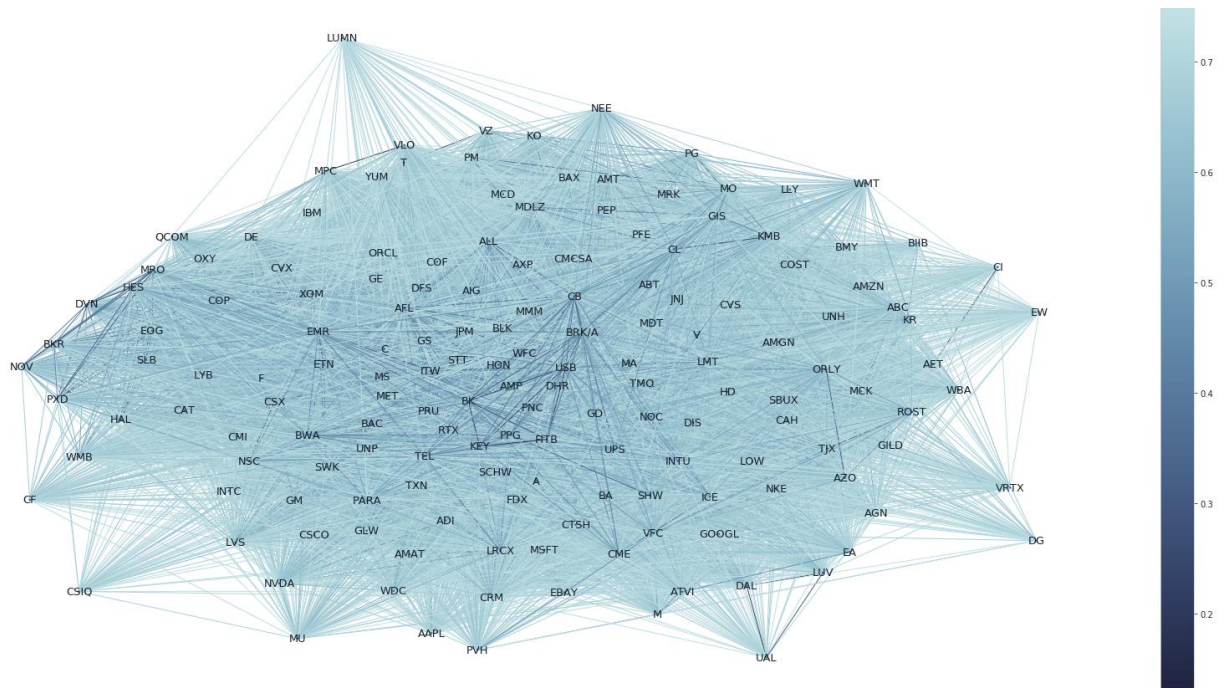 LUMN
NEE
VZ
KO
VLO
T
PM
PG
MPC
YUM
BAX
AMT
MCD
MRK
MO
LLY
WMT
IBM
MDLZ
PEP
GIS
QCOM
DE
ALL
PFE
CL
KMB
BMY
BIIB
OXY
ORCL
COF
AXP
CMCSA
COST
CI
MRO
CVX
GE
HES
DFS
AIG
ABT
AMZN
DVN
COP
XOM
AFL
CB
JNJ
CVS
ABC
MMM
UNH
KR
EW
EOG
EMR
JPM
BLK
BRK/A
MDT
V
BKR
GS
AMGN
C
SLB
WFC
NOV
ETN
STT
HON
USB
MA
LMT
ORLY
AET
LYB
F
MS
ITW
AMP
DHR
TMO
HD
MCK
WBA
PXD
CSX
MET
BK
SBUX
HAL
CAT
PRU
PNC
GD
NOC
DIS
CAH
ROST
CMI
BWA
BAC
RTX
PPG
FITB
KEY
UNP
UPS
TJX
GILD
WMB
NSC
SWK
TEL
INTU
LOW
SCHW
A
AZO
CF
INTC
GM
PARA
TXN
FDX
BA
SHW
ICE
NKE
VRTX
AGN
CSCO
GLW
ADI
CTSH
VFC
GOOGL
LVS
AMAT
LRCX
MSFT
CME
EA
DG
CSIQ
NVDA
WDC
CRM
EBAY
ATVI
DAL
LUV
M
MU
AAPL
PVH
UAL
0.7
0.6
0.5
0.4
0.3
0.2